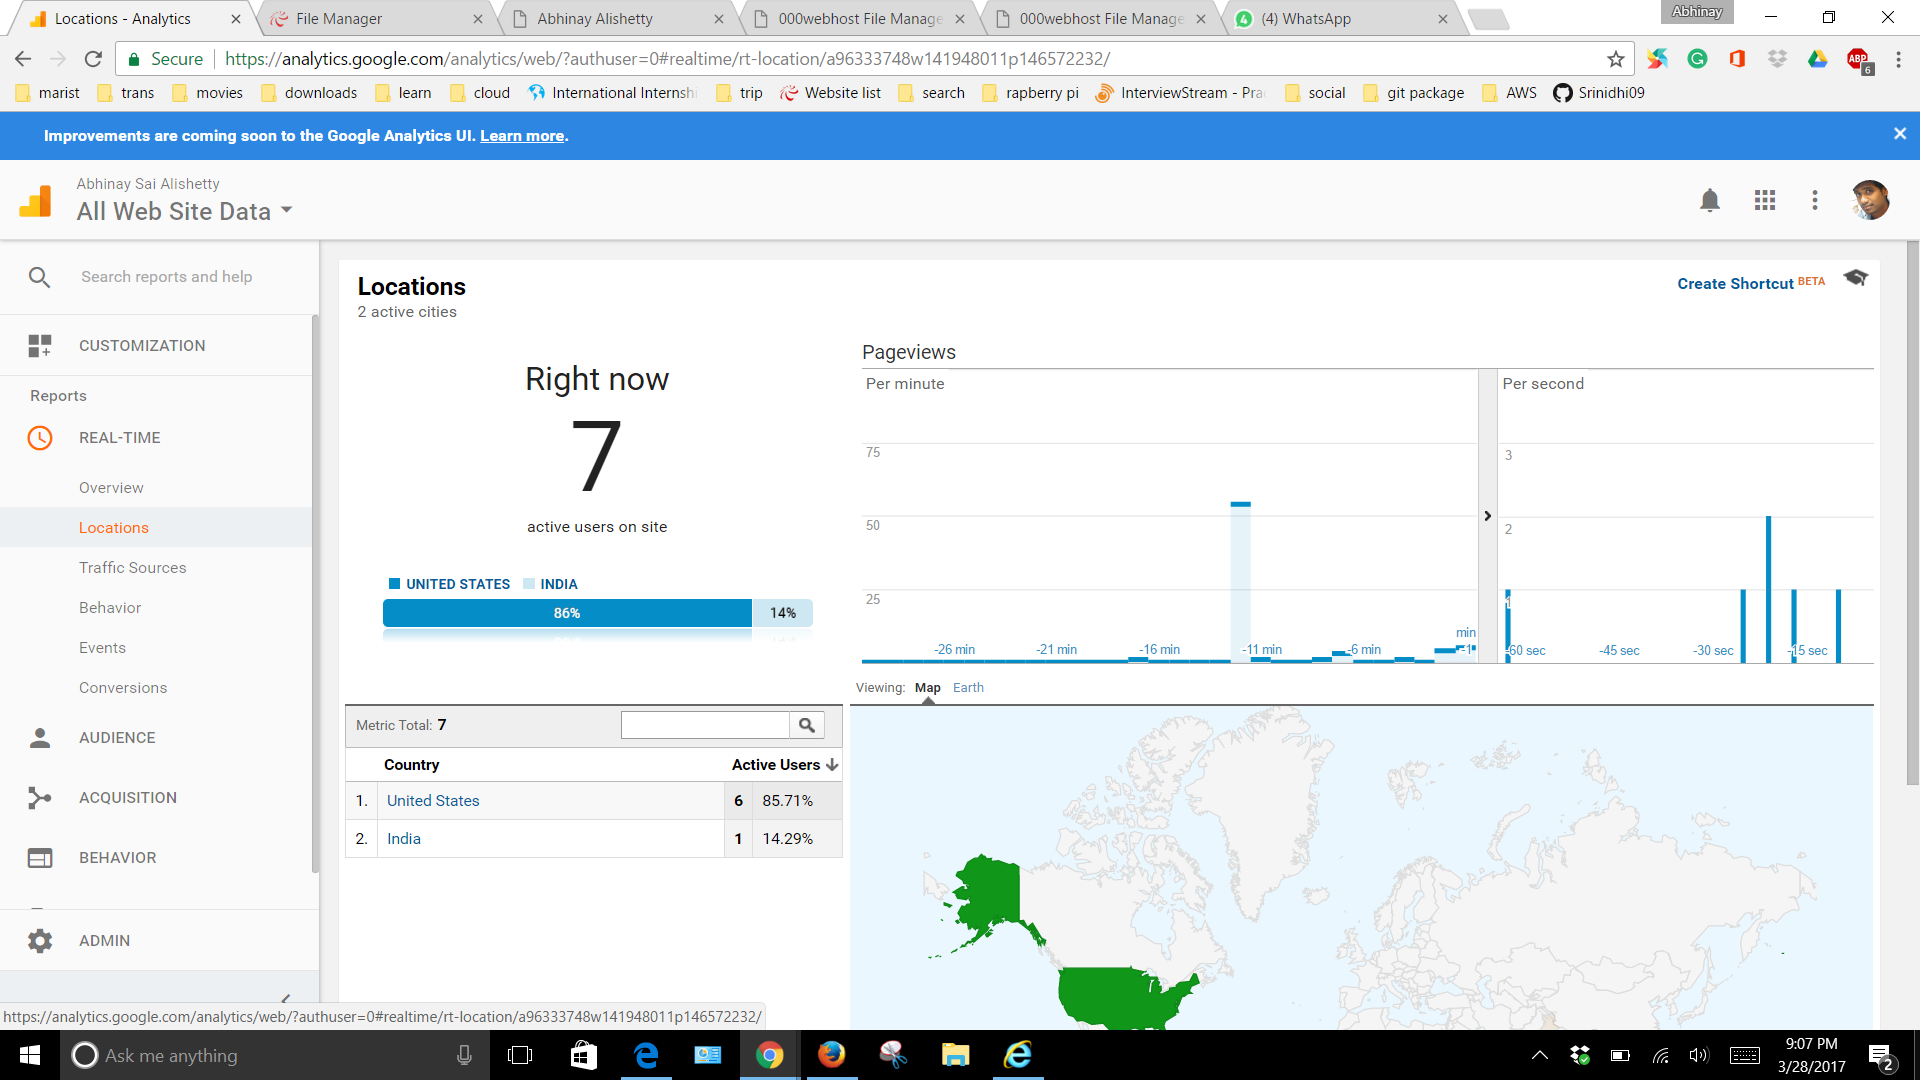 Locations - Analytics
File Manager
Abhinay Alishetty
000webhost File Manage
000webhost File Manage
(4) WhatsApp
Abhinay
Secure
https://analytics.google.com/analytics/web/?authuser=0#realtime/rt-location/a96333748w141948011p146572232/
ABP
6
marist
trans
movies
downloads
learn
cloud
International Internshi
trip
Website list
search
rapberry pi
InterviewStream - Pra
social
git package
AWS
Srinidhi09
Improvements are coming soon to the Google Analytics UI. Learn more.
Abhinay Sai Alishetty
All Web Site Data
Search reports and help
CUSTOMIZATION
Reports
REAL-TIME
Overview
Locations
Traffic Sources
Behavior
Events
Conversions
AUDIENCE
ACQUISITION
BEHAVIOR
ADMIN
Locations
2 active cities
Create Shortcut BETA
Right now
7
active users on site
UNITED STATES INDIA
86% 14%
Pageviews
Per minute
75
50
25
-26 min -21 min -16 min -11 min -6 min
min
-1
Per second
3
2
1
-60 sec -45 sec -30 sec -15 sec
Viewing: Map Earth
Metric Total: 7
Country Active Users
1. United States 6 85.71%
2. India 1 14.29%
https://analytics.google.com/analytics/web/?authuser=0#realtime/rt-location/a96333748w141948011p146572232/
Ask me anything
9:07 PM
3/28/2017
2